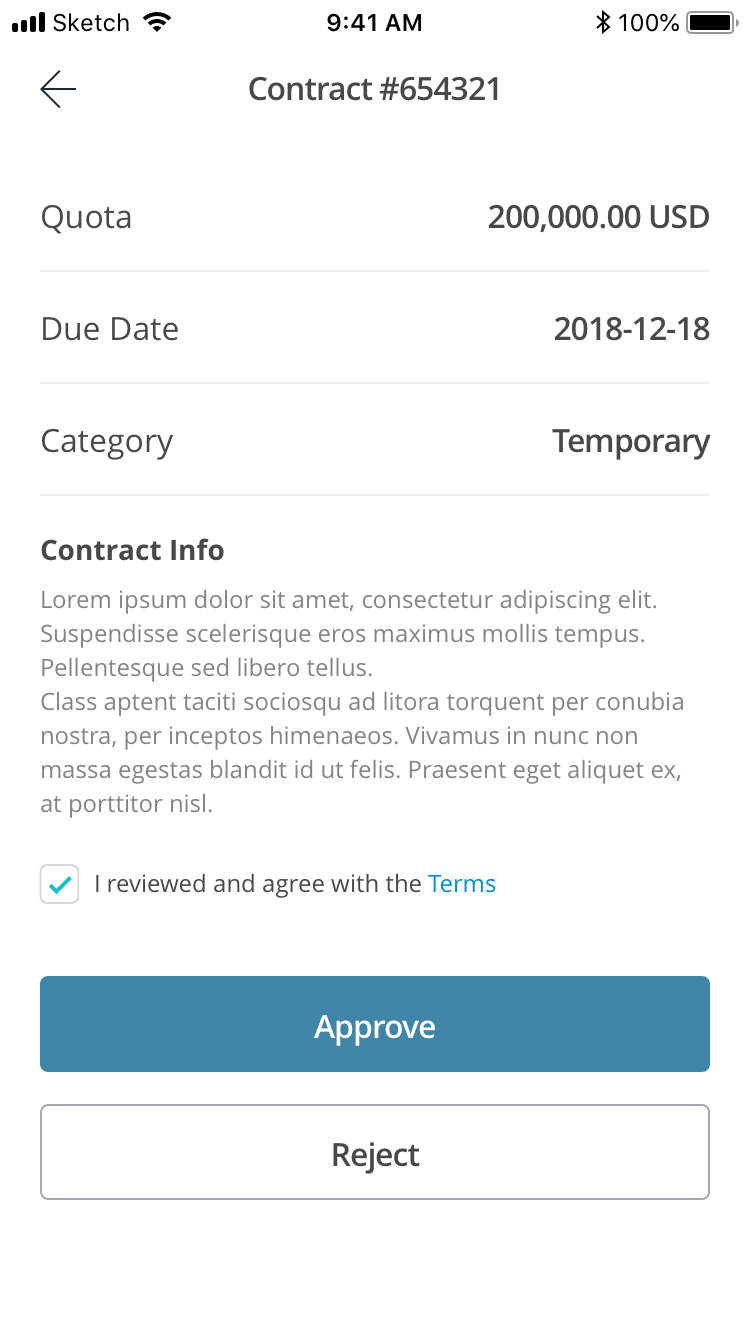 Sketch 9:41 AM 100%
Contract #654321
Quota 200,000.00 USD
Due Date 2018-12-18
Category Temporary
Contract Info
Lorem ipsum dolor sit amet, consectetur adipiscing elit.
Suspendisse scelerisque eros maximus mollis tempus.
Pellentesque sed libero tellus.
Class aptent taciti sociosqu ad litora torquent per conubia
nostra, per inceptos himenaeos. Vivamus in nunc non
massa egestas blandit id ut felis. Praesent eget aliquet ex,
at porttitor nisl.
I reviewed and agree with the Terms
Approve
Reject